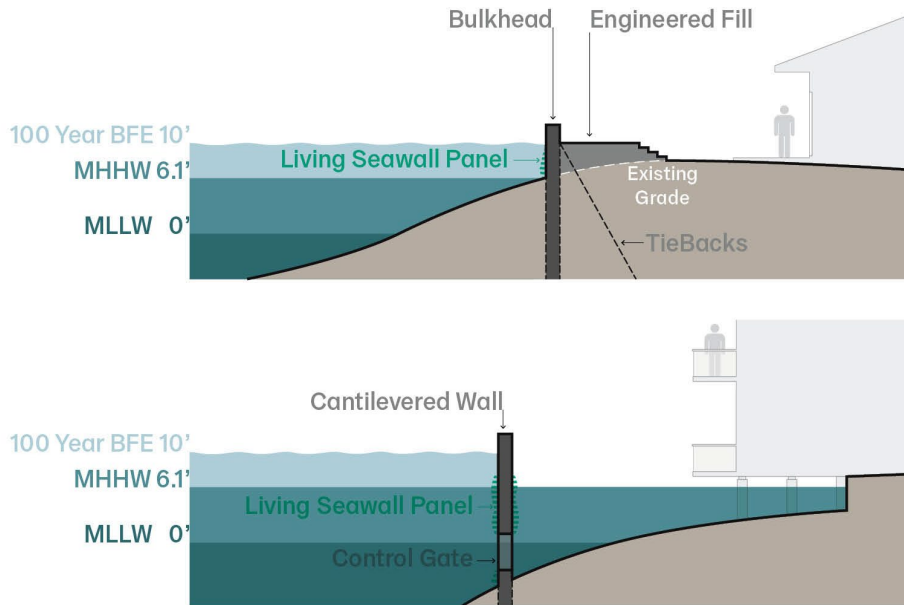 Bulkhead
Engineered Fill
100 Year BFE 10'
Living Seawall Panel
MHHW 6.1'
Existing
Grade
MLLW 0'
TieBacks
Cantilevered Wall
100 Year BFE 10'
MHHW 6.1'
Living Seawall Panel
MLLW 0'
Control Gate